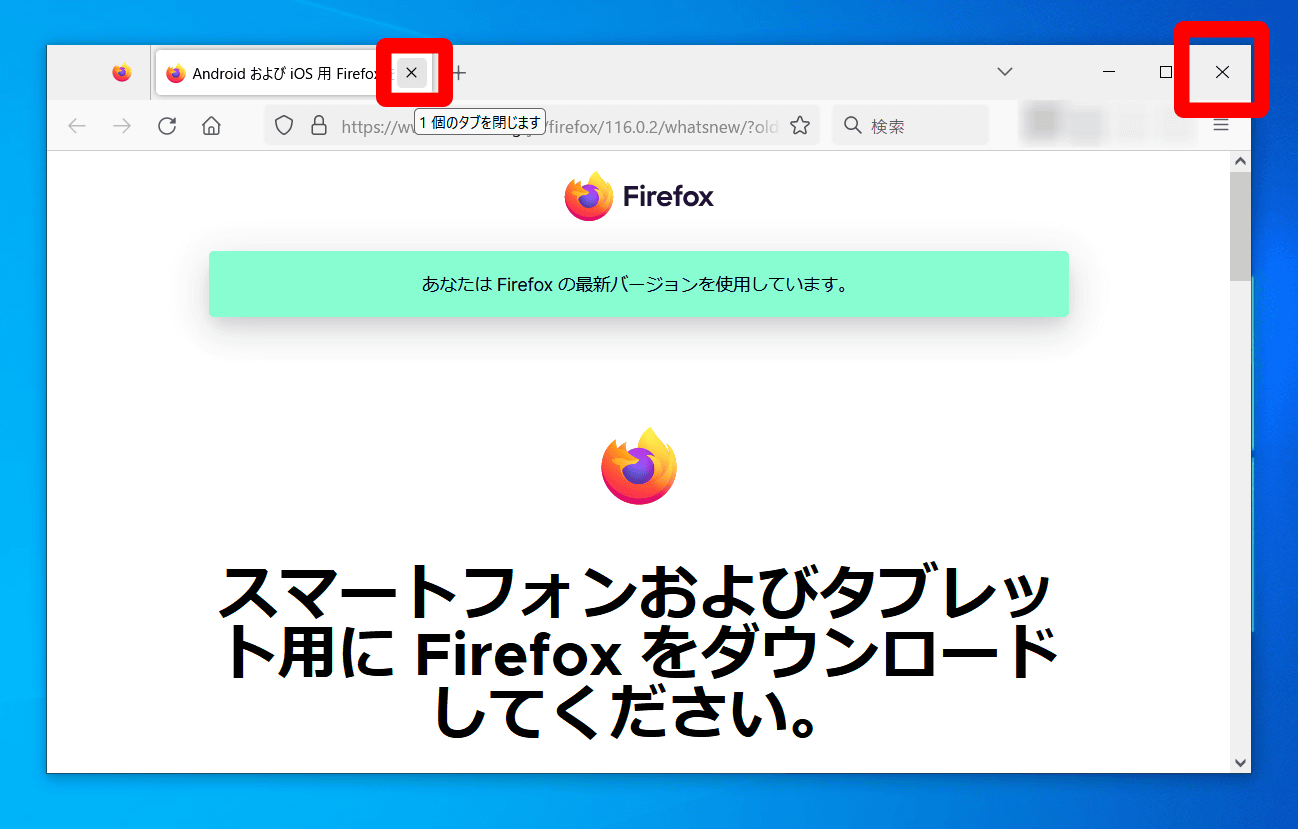 Android および iOS 用 Firefox
https://w
1 個のタブを閉じます
/firefox/116.0.2/whatsnew/?old
検索
Firefox
あなたは Firefox の最新バージョンを使用しています。
スマートフォンおよびタブレッ
ト用に Firefox をダウンロード
してください。